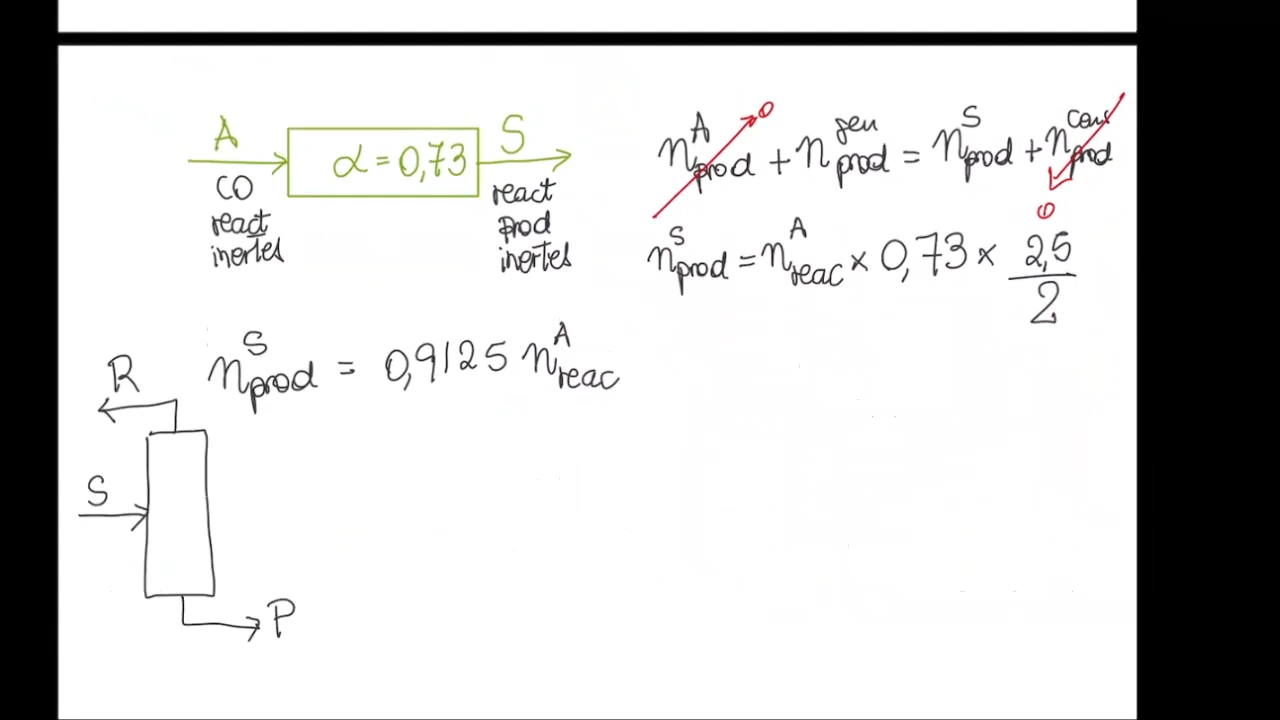 A
CO
react
inertes
α = 0,73
S
react
prod
inertes
n^A_prod + n^gen_prod = n^S_prod + n^cons_prod
0
0
n^S_prod = n^A_reac × 0,73 × 2,5/2
n^S_prod = 0,9125 n^A_reac
R
S
P